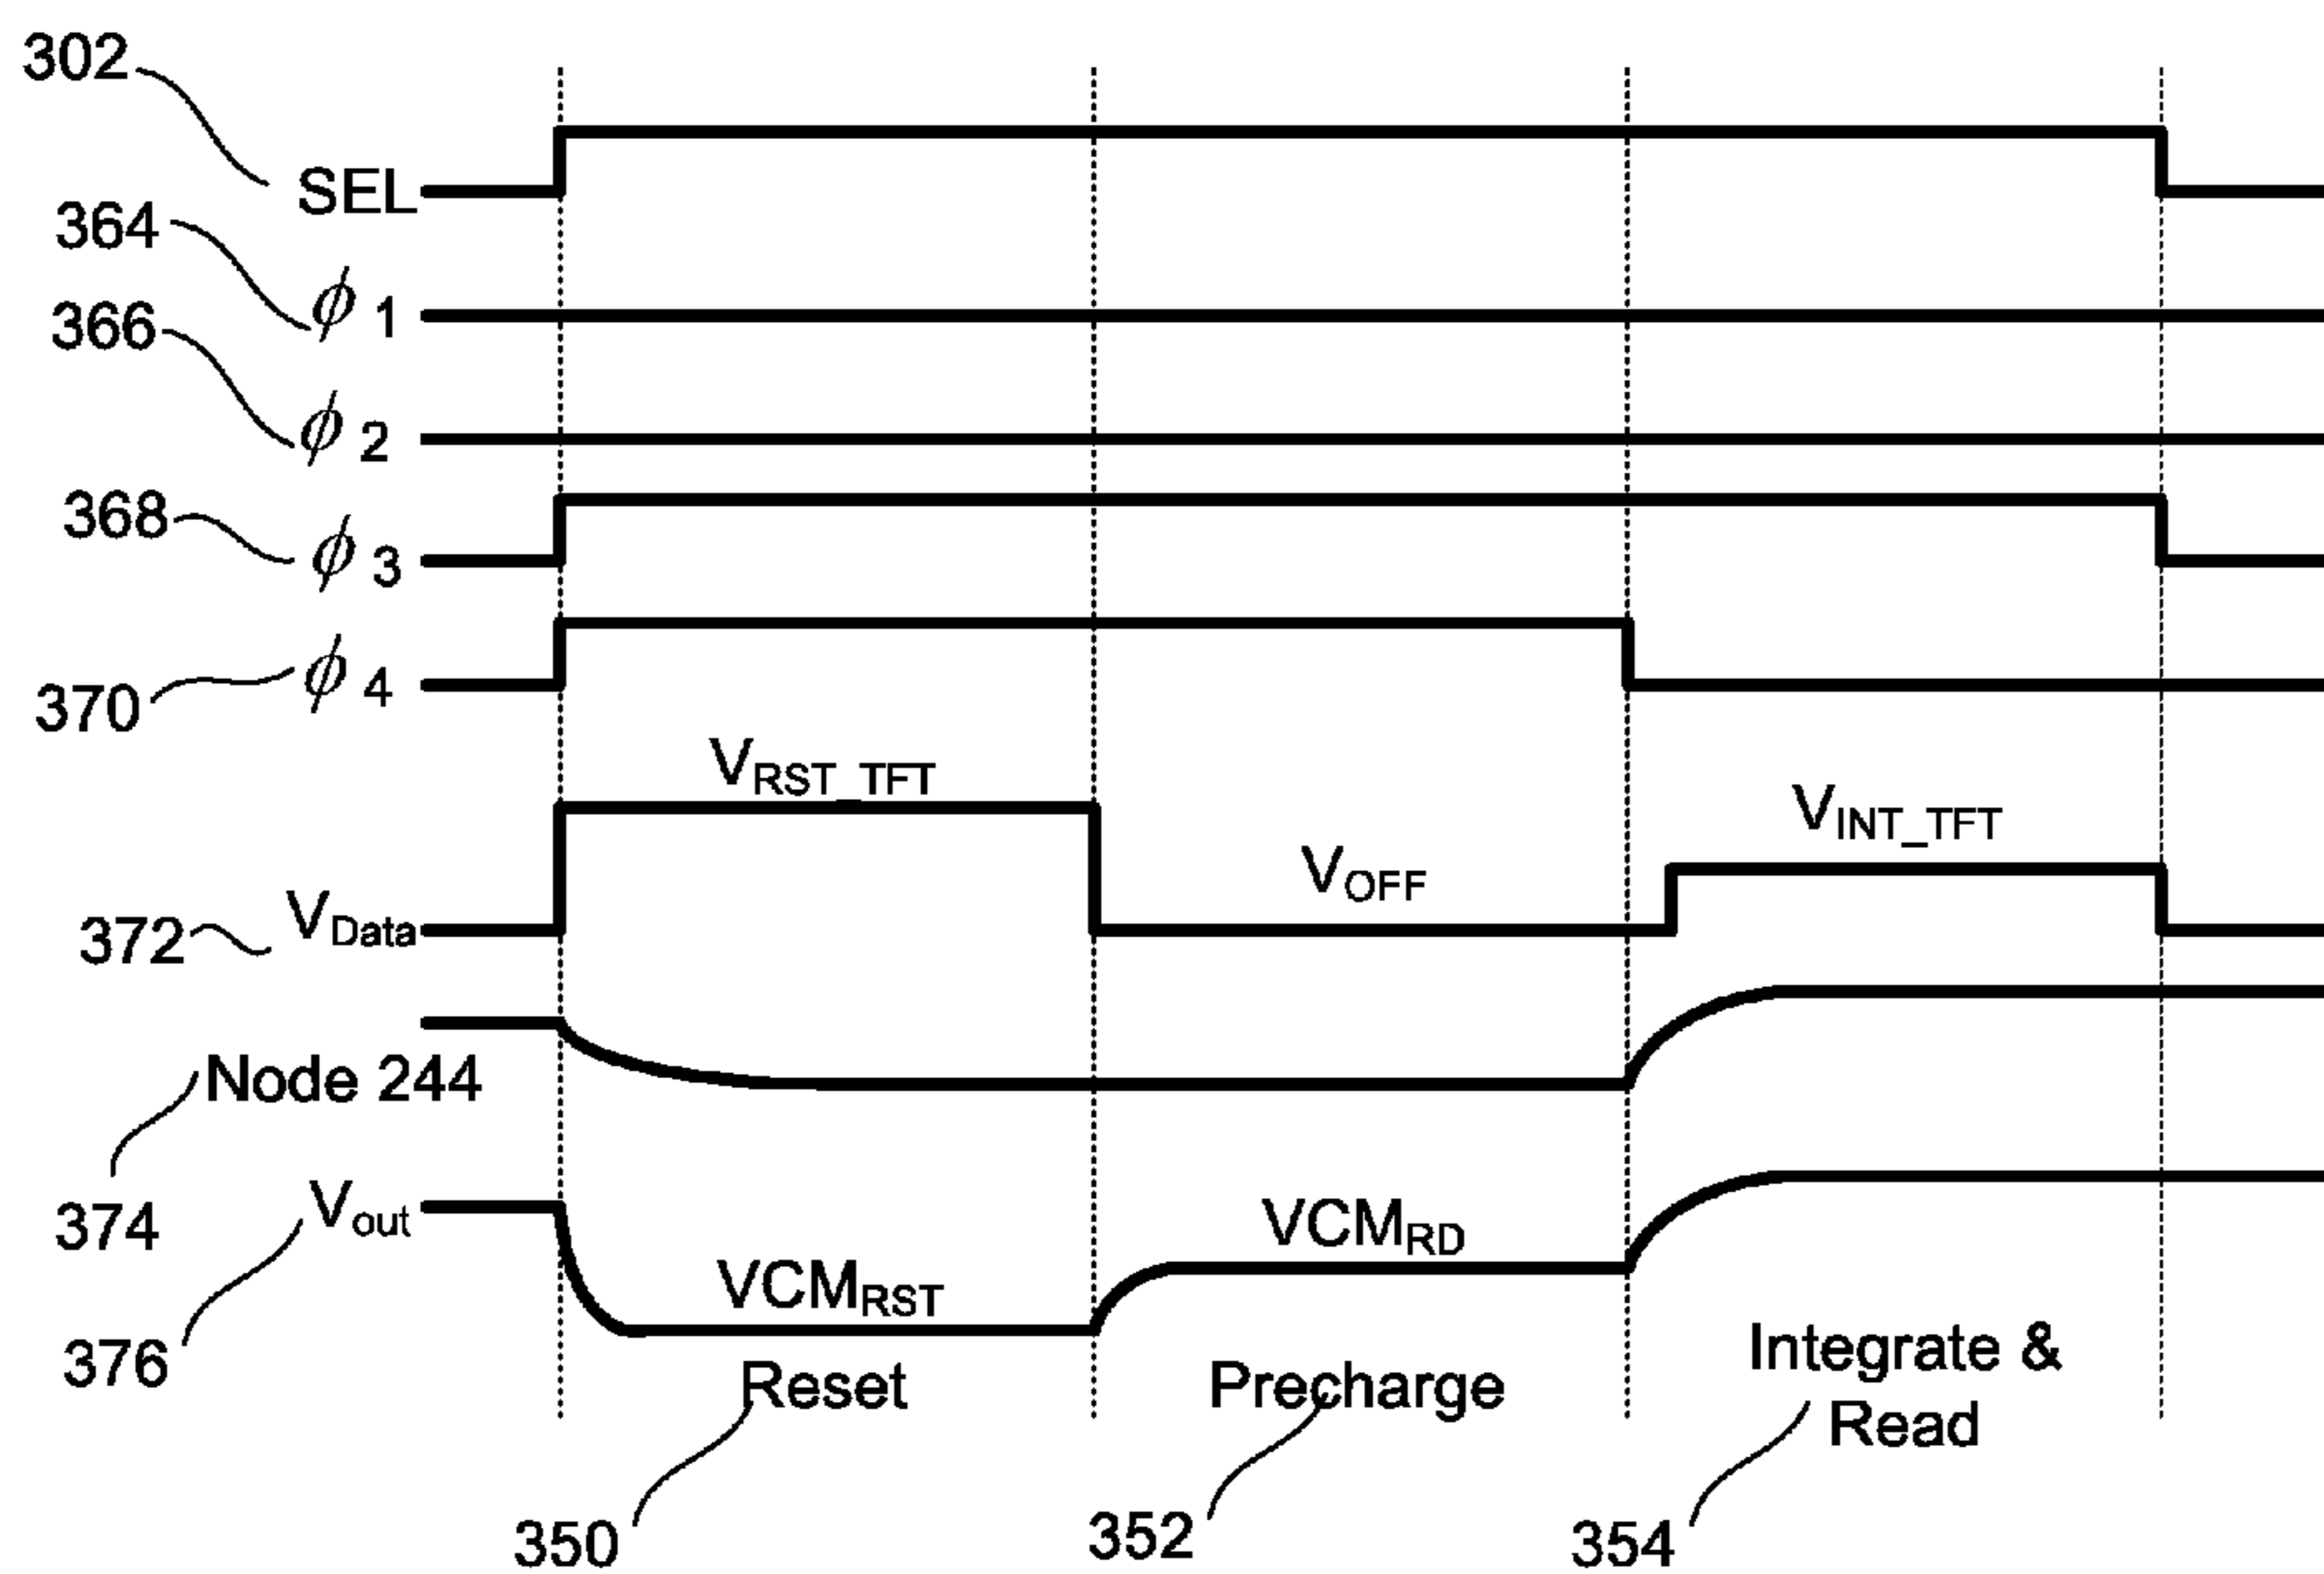 302
SEL
364
ϕ 1
366
ϕ 2
368
ϕ 3
ϕ 4
370
VRST_TFT
VINT_TFT
VOFF
VData
372
Node 244
374
Vout
VCMRD
VCMRST
376
Reset
Precharge
Integrate &
Read
350
352
354